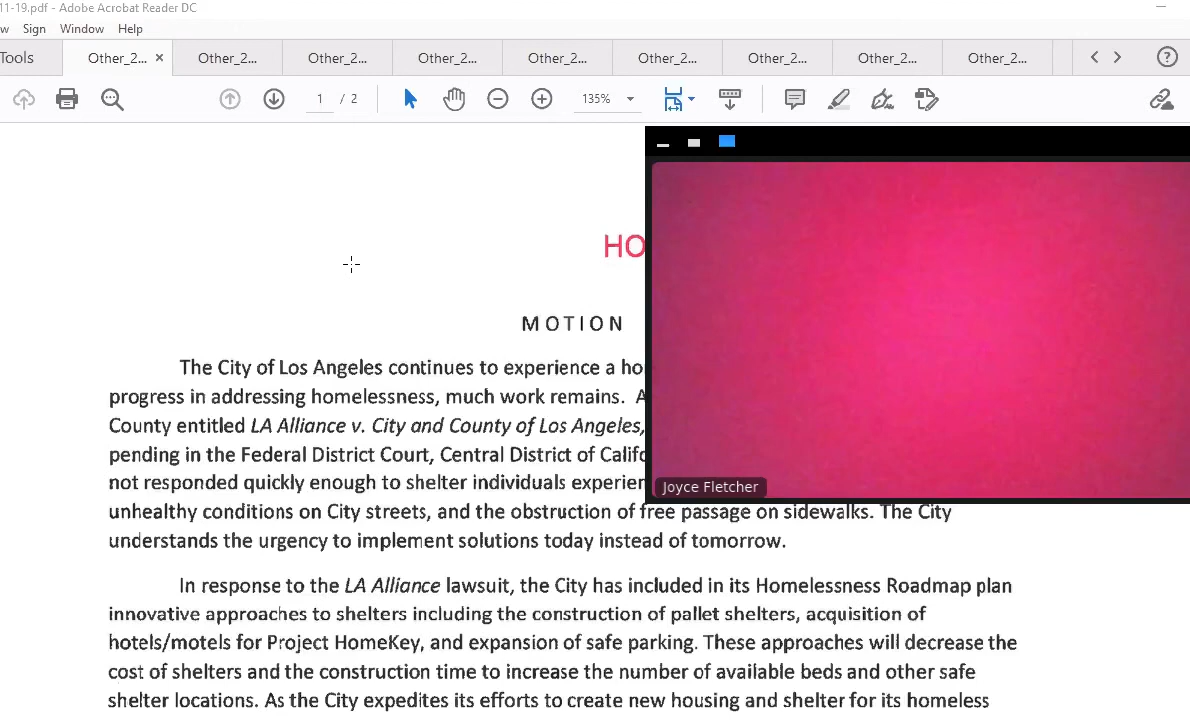 11-19.pdf - Adobe Acrobat Reader DC
w Sign Window Help
Tools Other_2... × Other_2... Other_2... Other_2... Other_2... Other_2... Other_2... Other_2... Other_2...
1 / 2 135%
HO
MOTION
The City of Los Angeles continues to experience a ho
progress in addressing homelessness, much work remains. A
County entitled LA Alliance v. City and County of Los Angeles,
pending in the Federal District Court, Central District of Califo
not responded quickly enough to shelter individuals experien
unhealthy conditions on City streets, and the obstruction of free passage on sidewalks. The City
understands the urgency to implement solutions today instead of tomorrow.
In response to the LA Alliance lawsuit, the City has included in its Homelessness Roadmap plan
innovative approaches to shelters including the construction of pallet shelters, acquisition of
hotels/motels for Project HomeKey, and expansion of safe parking. These approaches will decrease the
cost of shelters and the construction time to increase the number of available beds and other safe
shelter locations. As the City expedites its efforts to create new housing and shelter for its homeless
Joyce Fletcher